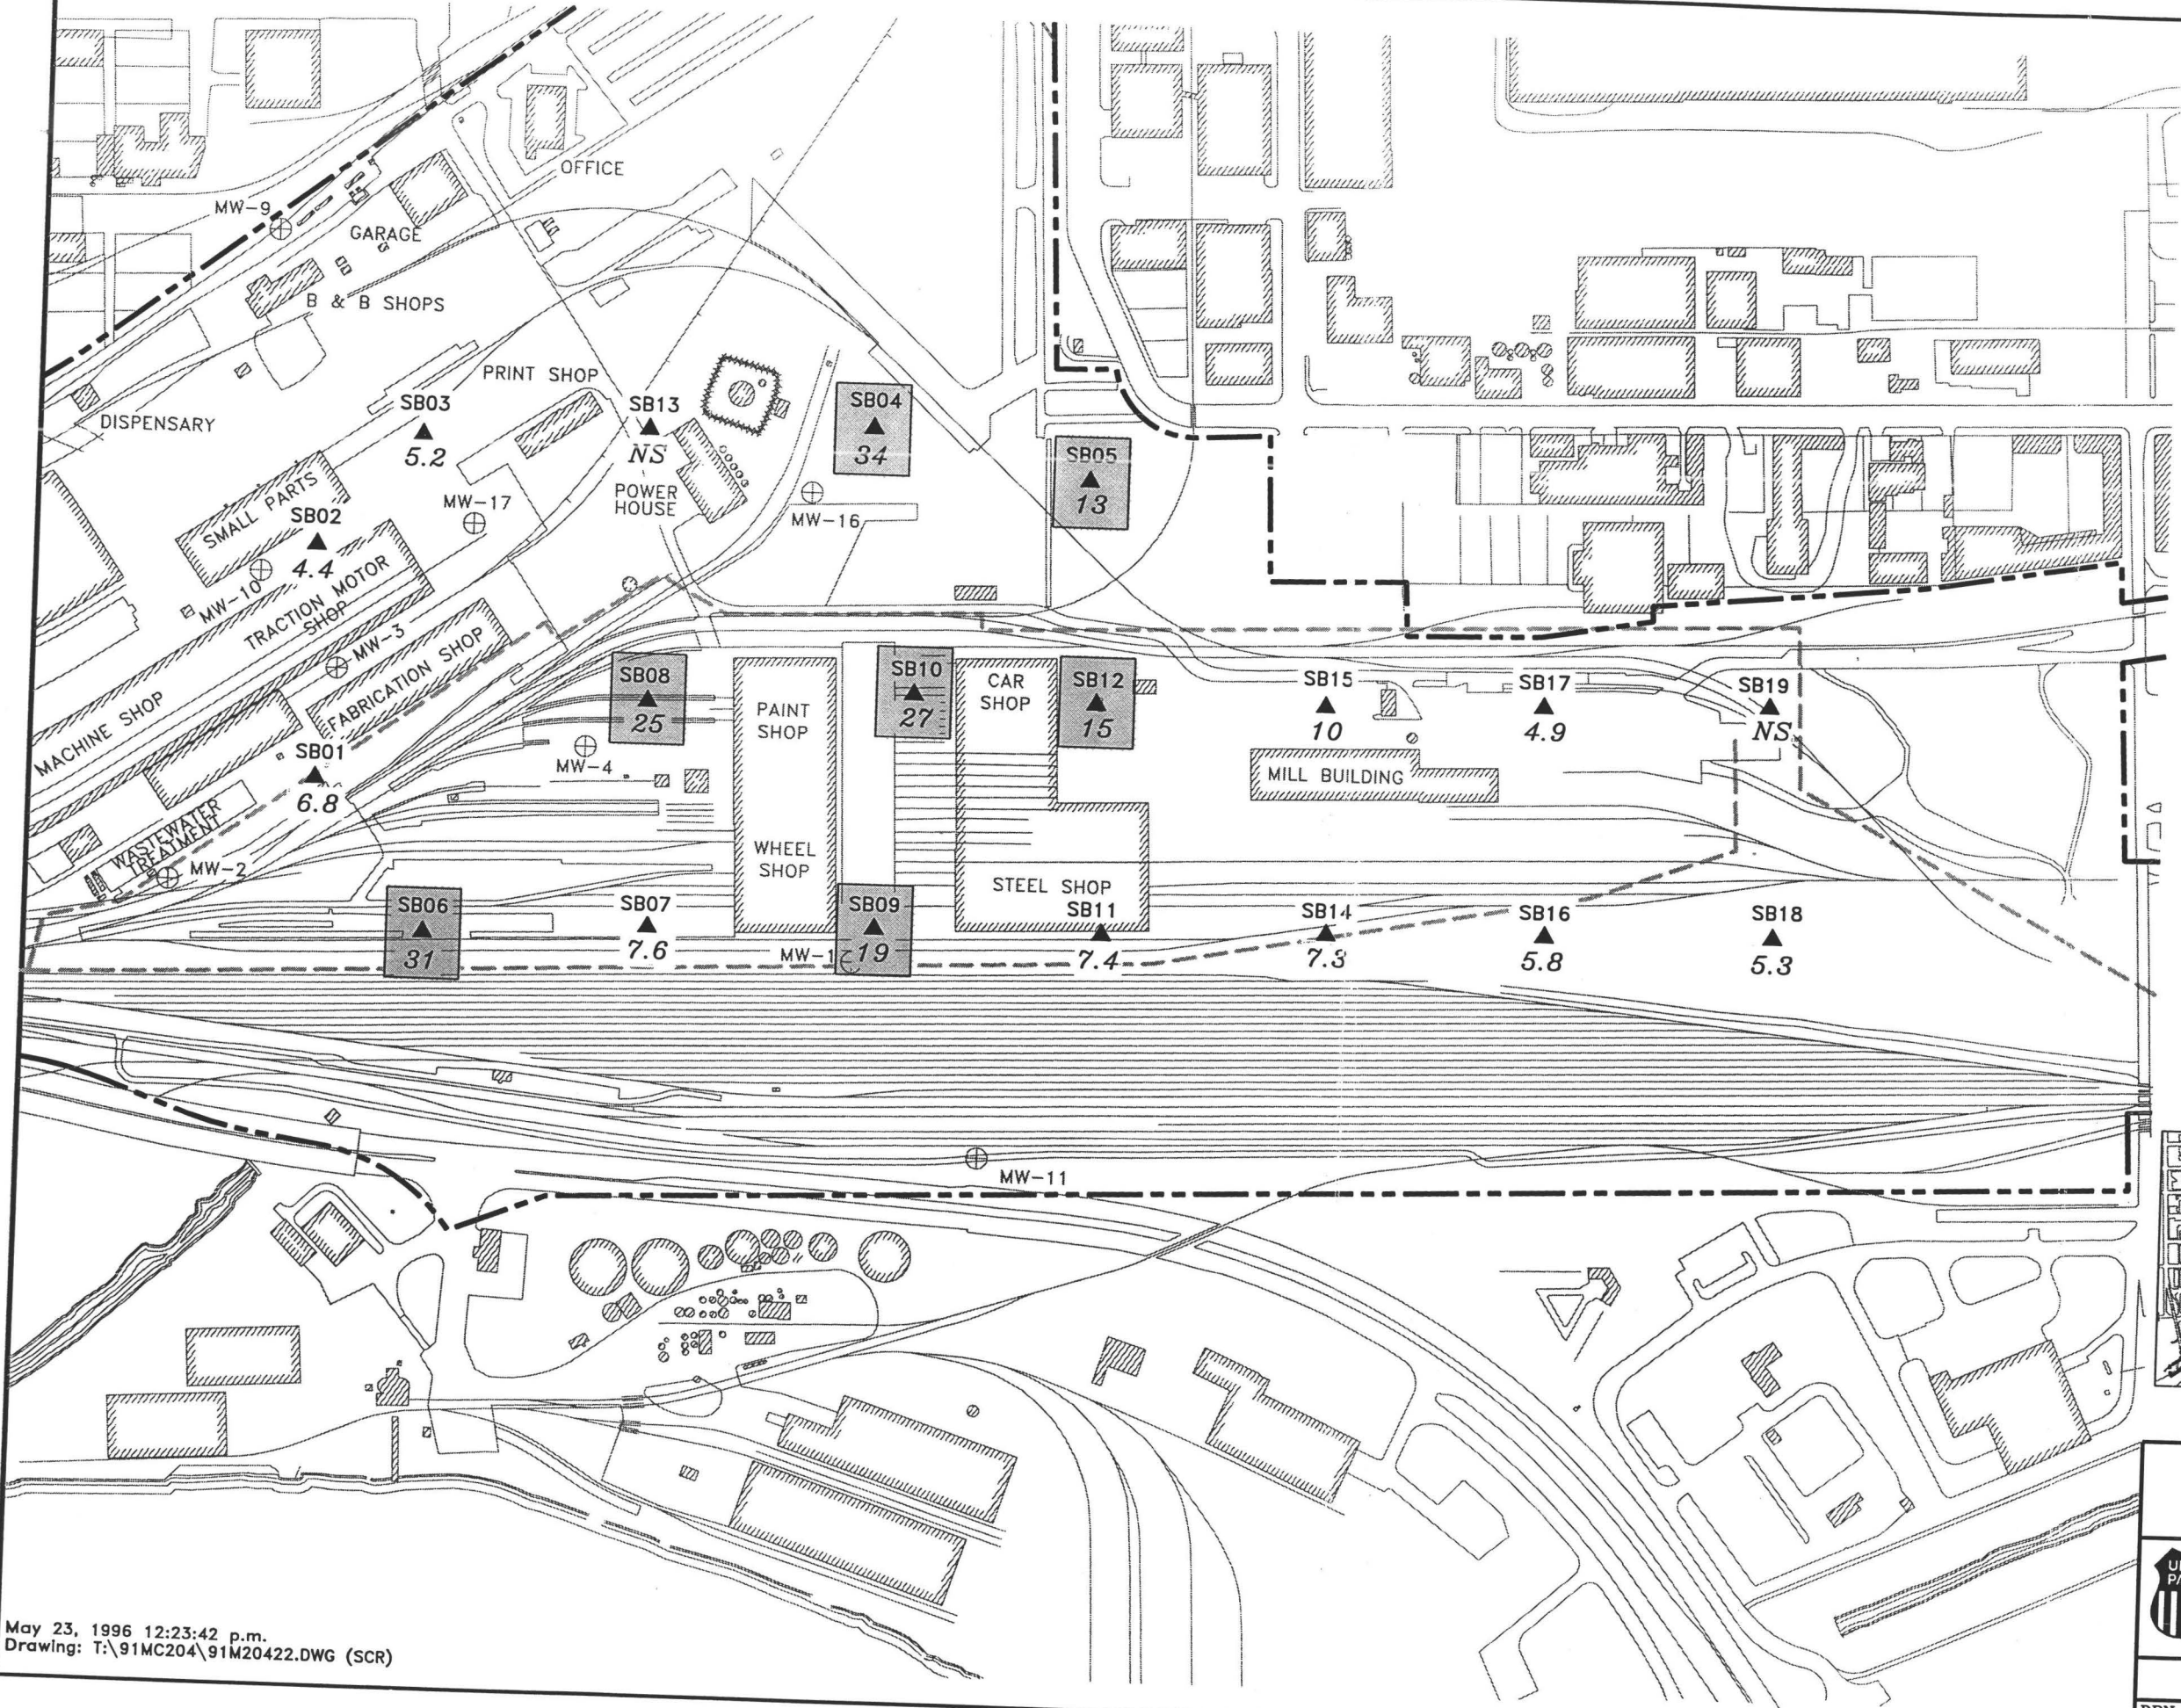 OFFICE
MW-9
GARAGE
B & B SHOPS
PRINT SHOP
DISPENSARY
SB03
5.2
SB13
NS
SB04
34
SB05
13
POWER
HOUSE
MW-17
MW-16
SMALL PARTS
SB02
4.4
MW-10
TRACTION MOTOR
SHOP
MW-3
FABRICATION SHOP
MACHINE SHOP
SB01
6.8
WASTEWATER
TREATMENT
MW-2
SB08
25
MW-4
PAINT
SHOP
SB10
27
CAR
SHOP
SB12
15
SB15
10
SB17
4.9
SB19
NS
MILL BUILDING
WHEEL
SHOP
STEEL SHOP
SB06
31
SB07
7.6
MW-1
SB09
19
SB11
7.4
SB14
7.3
SB16
5.8
SB18
5.3
MW-11
May 23, 1996 12:23:42 p.m.
Drawing: T:\91MC204\91M20422.DWG (SCR)